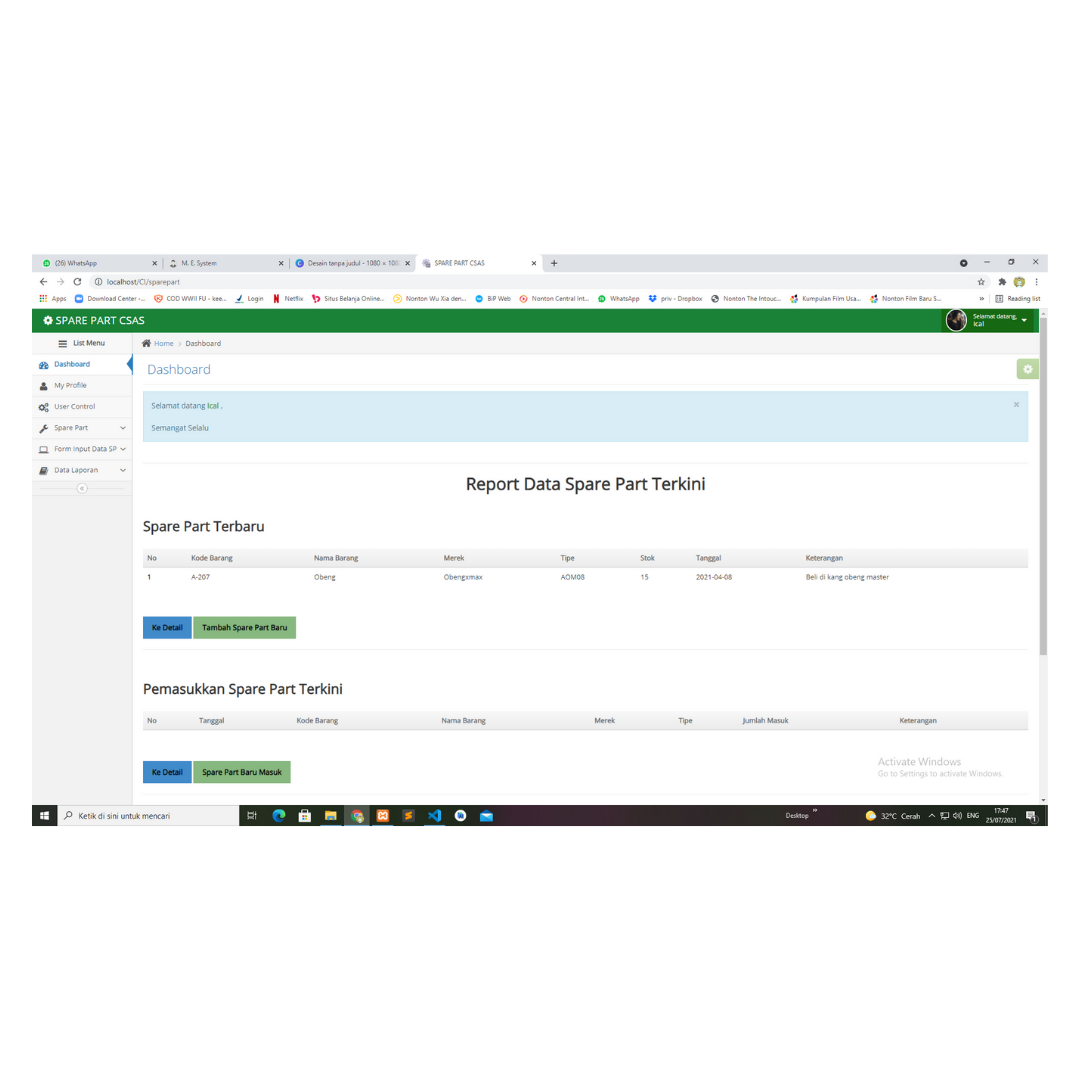 (26) WhatsApp
M. E. System
Desain tanpa judul - 1080 × 108
SPARE PART CSAS
localhost/CI/sparepart
Apps
Download Center -...
COD WWII FU - kee...
Login
Netflix
Situs Belanja Online...
Nonton Wu Xia den...
BiP Web
Nonton Central Int...
WhatsApp
priv - Dropbox
Nonton The Intouc...
Kumpulan Film Usa...
Nonton Film Baru S...
»
Reading list
SPARE PART CSAS
Selamat datang,
Ical
List Menu
Home › Dashboard
Dashboard
My Profile
User Control
Spare Part
Form Input Data SP
Data Laporan
Dashboard
Selamat datang Ical .
Semangat Selalu
Report Data Spare Part Terkini
Spare Part Terbaru
No Kode Barang Nama Barang Merek Tipe Stok Tanggal Keterangan
1 A-207 Obeng Obengxmax AOM08 15 2021-04-08 Beli di kang obeng master
Ke Detail Tambah Spare Part Baru
Pemasukkan Spare Part Terkini
No Tanggal Kode Barang Nama Barang Merek Tipe Jumlah Masuk Keterangan
Ke Detail Spare Part Baru Masuk
Activate Windows
Go to Settings to activate Windows.
Ketik di sini untuk mencari
Desktop
»
32°C Cerah
ENG
17:47
25/07/2021